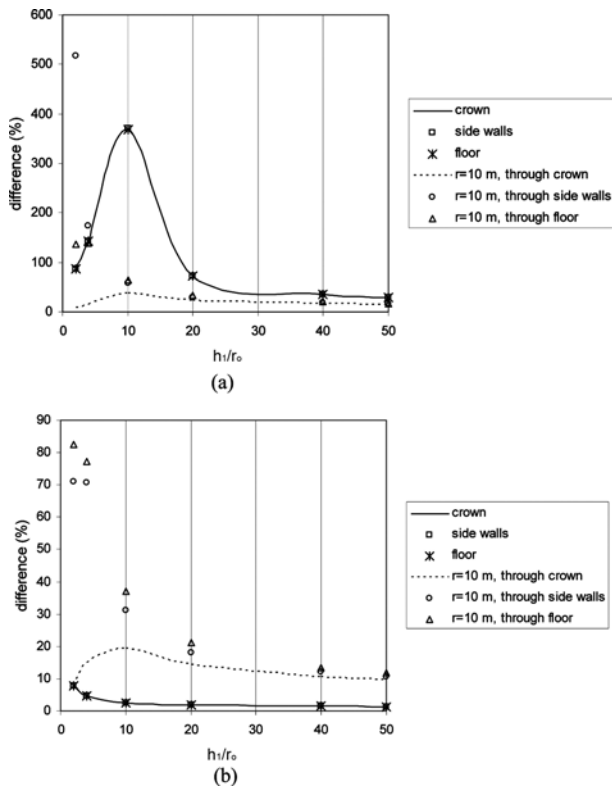 600
500
400
300
200
100
0
difference (%)
0 10 20 30 40 50
h₁/rₒ
crown
side walls
floor
r=10 m, through crown
r=10 m, through side walls
r=10 m, through floor
(a)
90
80
70
60
50
40
30
20
10
0
difference (%)
0 10 20 30 40 50
h₁/rₒ
crown
side walls
floor
r=10 m, through crown
r=10 m, through side walls
r=10 m, through floor
(b)